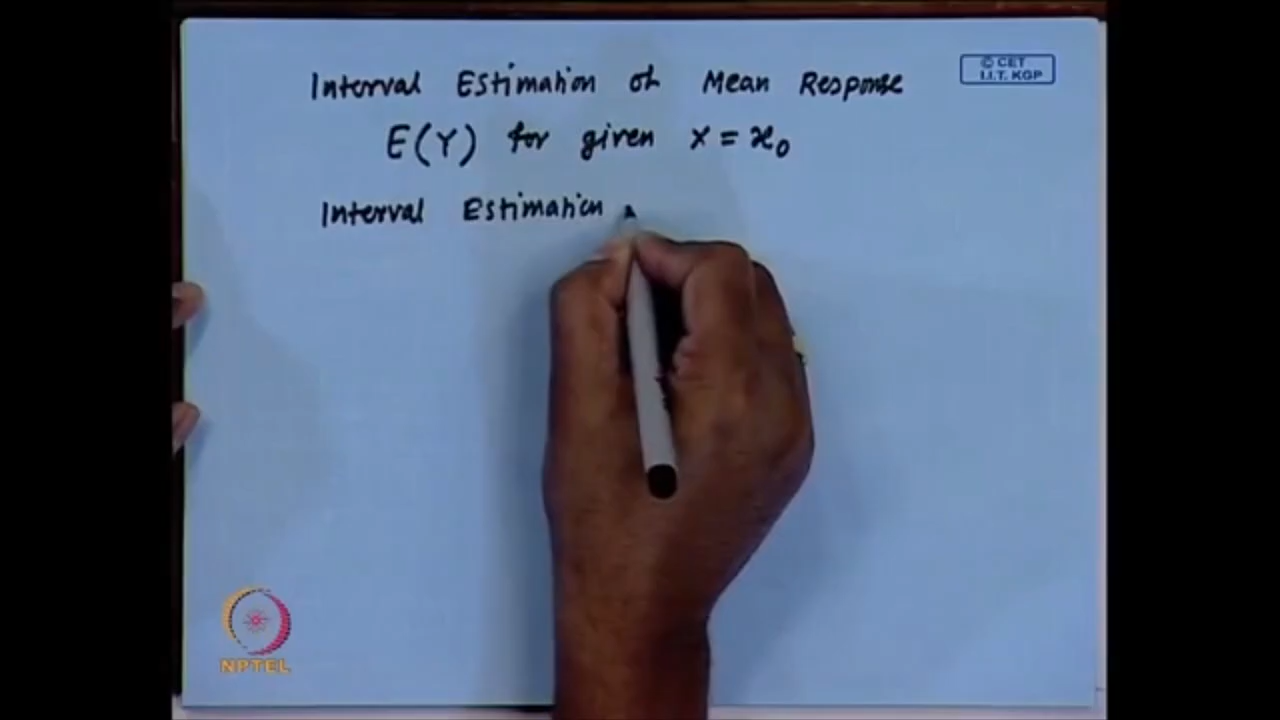 Interval Estimation of Mean Response
© CET
I.I.T. KGP
E(Y) for given x = x₀
Interval Estimation
NPTEL